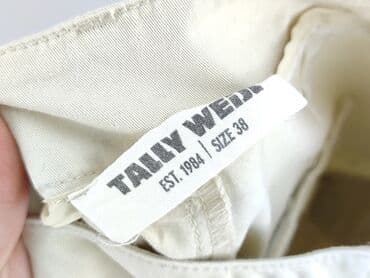 TALLY WEIJL
EST. 1984 | SIZE 38